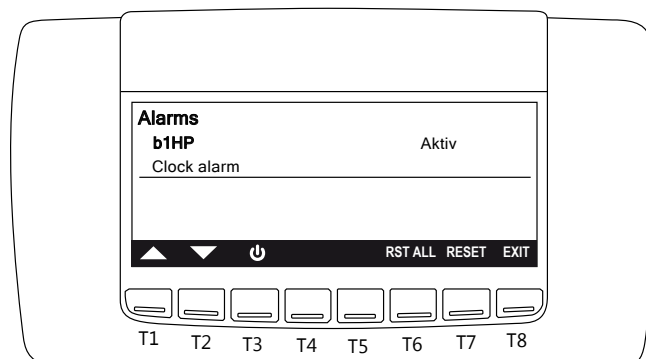 Alarms
b1HP Aktiv
Clock alarm
RST ALL RESET EXIT
T1 T2 T3 T4 T5 T6 T7 T8